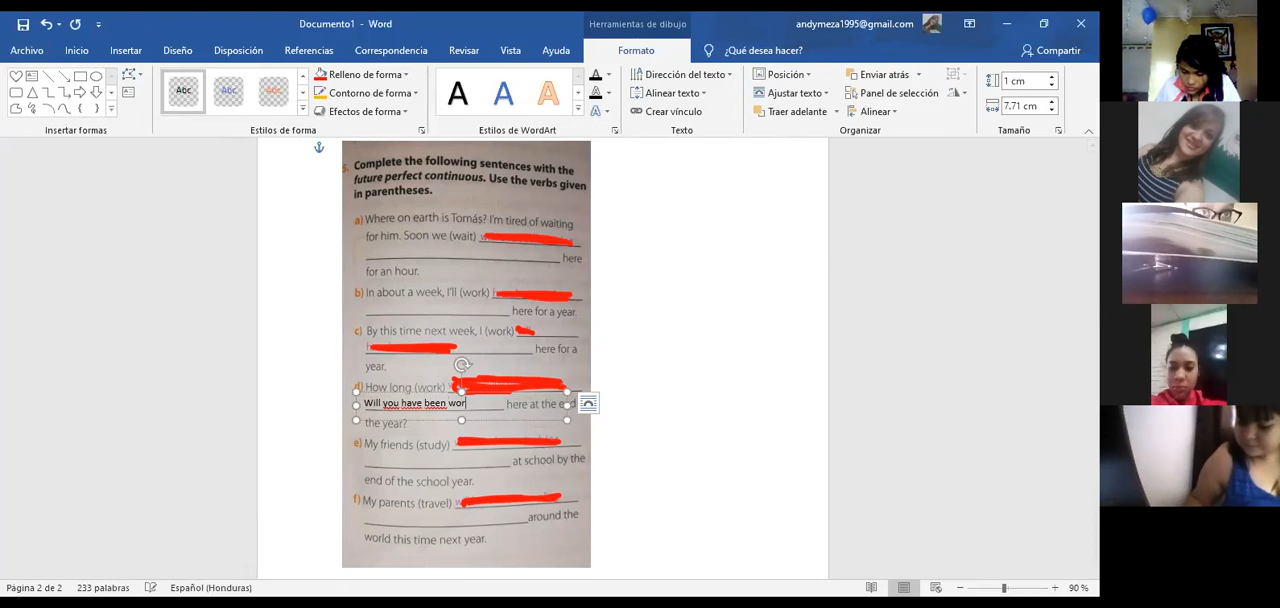 Documento1 - Word
Herramientas de dibujo
andymeza1995@gmail.com
Archivo Inicio Insertar Diseño Disposición Referencias Correspondencia Revisar Vista Ayuda Formato ¿Qué desea hacer? Compartir
Abc Abc Abc
Relleno de forma
Contorno de forma
Efectos de forma
A A A
Dirección del texto
Alinear texto
Crear vínculo
Posición
Ajustar texto
Traer adelante
Enviar atrás
Panel de selección
Alinear
1 cm
7.71 cm
Insertar formas Estilos de forma Estilos de WordArt Texto Organizar Tamaño
Complete the following sentences with the
future perfect continuous. Use the verbs given
in parentheses.
a) Where on earth is Tomás? I'm tired of waiting
for him. Soon we (wait)
here
for an hour.
b) In about a week, I'll (work)
here for a year.
c) By this time next week, I (work)
here for a
year.
d) How long (work)
Will you have been wor here at the end
the year?
e) My friends (study)
at school by the
end of the school year.
f) My parents (travel)
around the
world this time next year.
Página 2 de 2 233 palabras Español (Honduras) 90 %